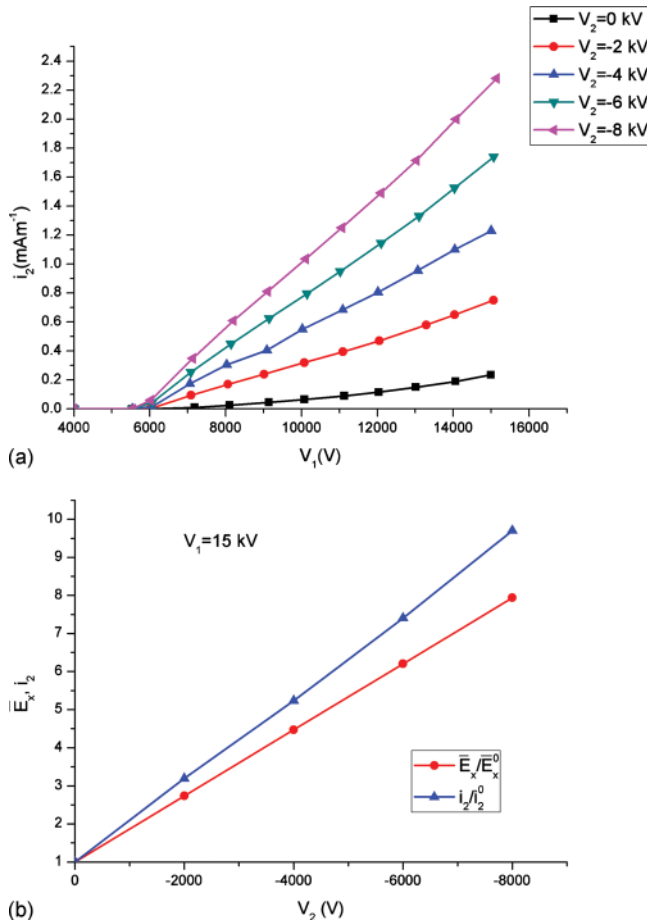 V₂=0 kV
V₂=-2 kV
V₂=-4 kV
V₂=-6 kV
V₂=-8 kV
2.4
2.2
2.0
1.8
1.6
1.4
1.2
1.0
0.8
0.6
0.4
0.2
0.0
i₂(mAm⁻¹)
4000 6000 8000 10000 12000 14000 16000
V₁(V)
(a)
V₁=15 kV
10
9
8
7
6
5
4
3
2
1
E̅ₓ, i₂
E̅ₓ/E̅ₓ⁰
i₂/i₂⁰
0 -2000 -4000 -6000 -8000
V₂ (V)
(b)